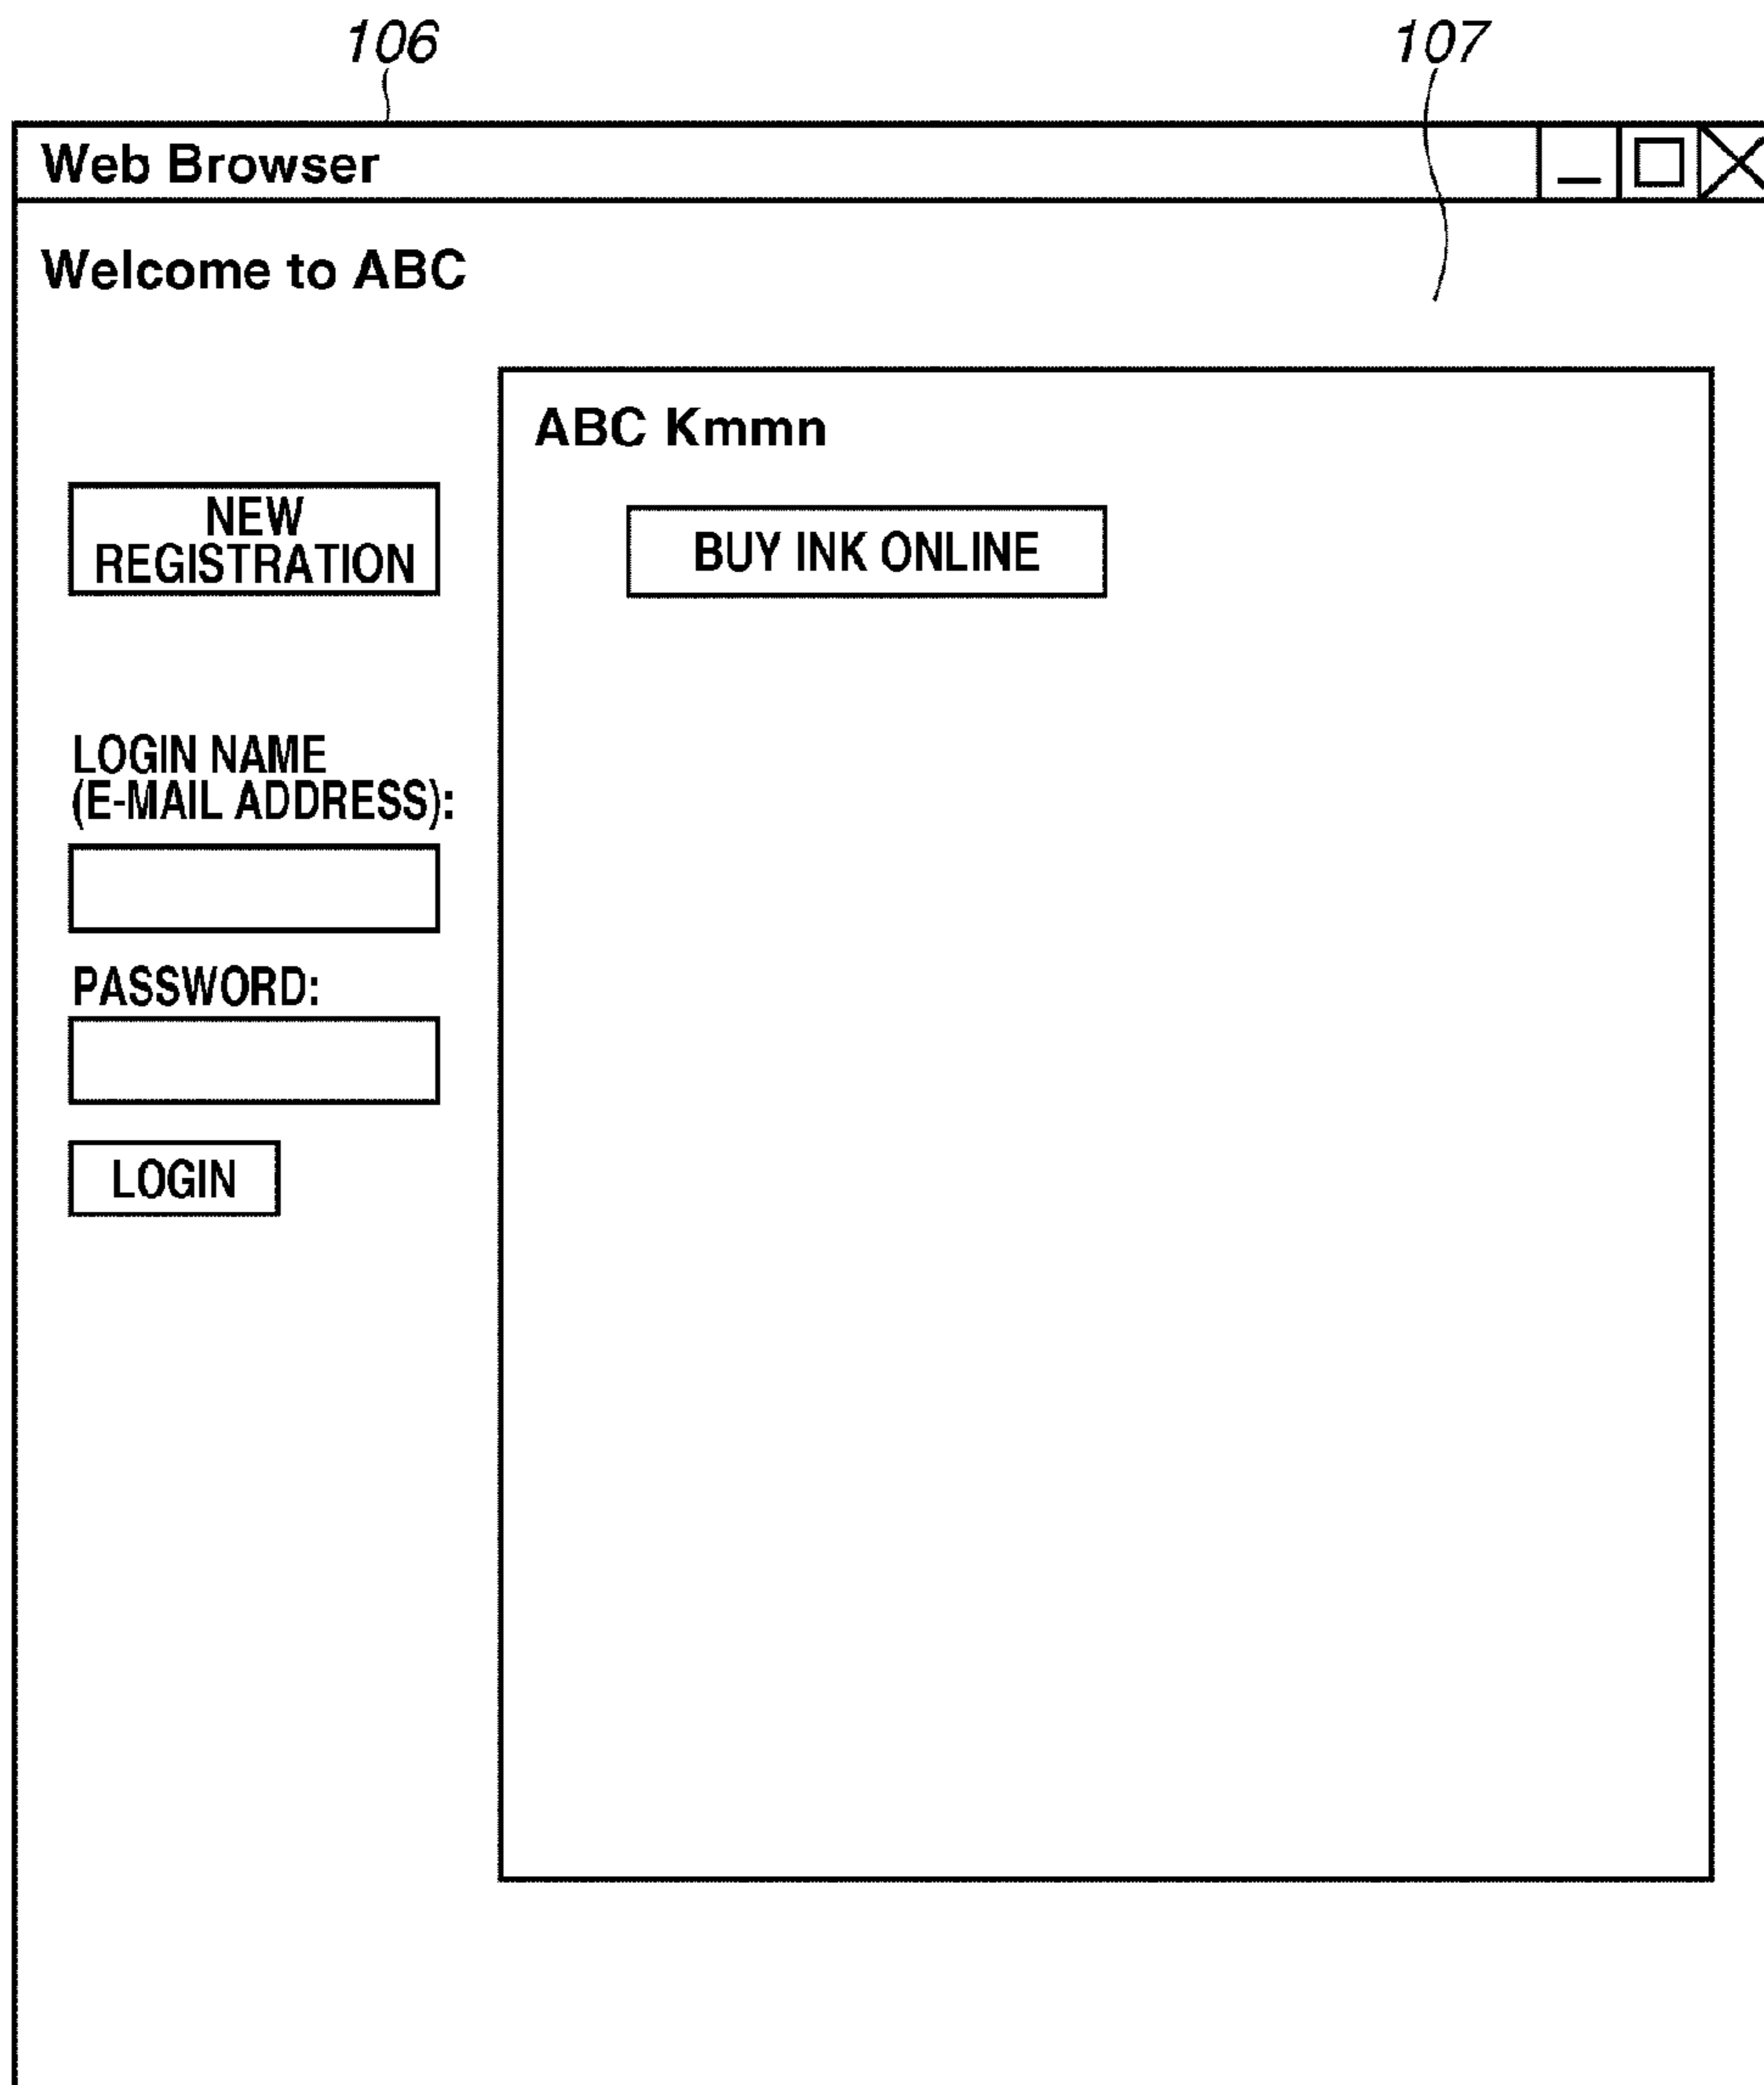 106
107
Web Browser
Welcome to ABC
ABC Kmmn
NEW
REGISTRATION
BUY INK ONLINE
LOGIN NAME
(E-MAIL ADDRESS):
PASSWORD:
LOGIN